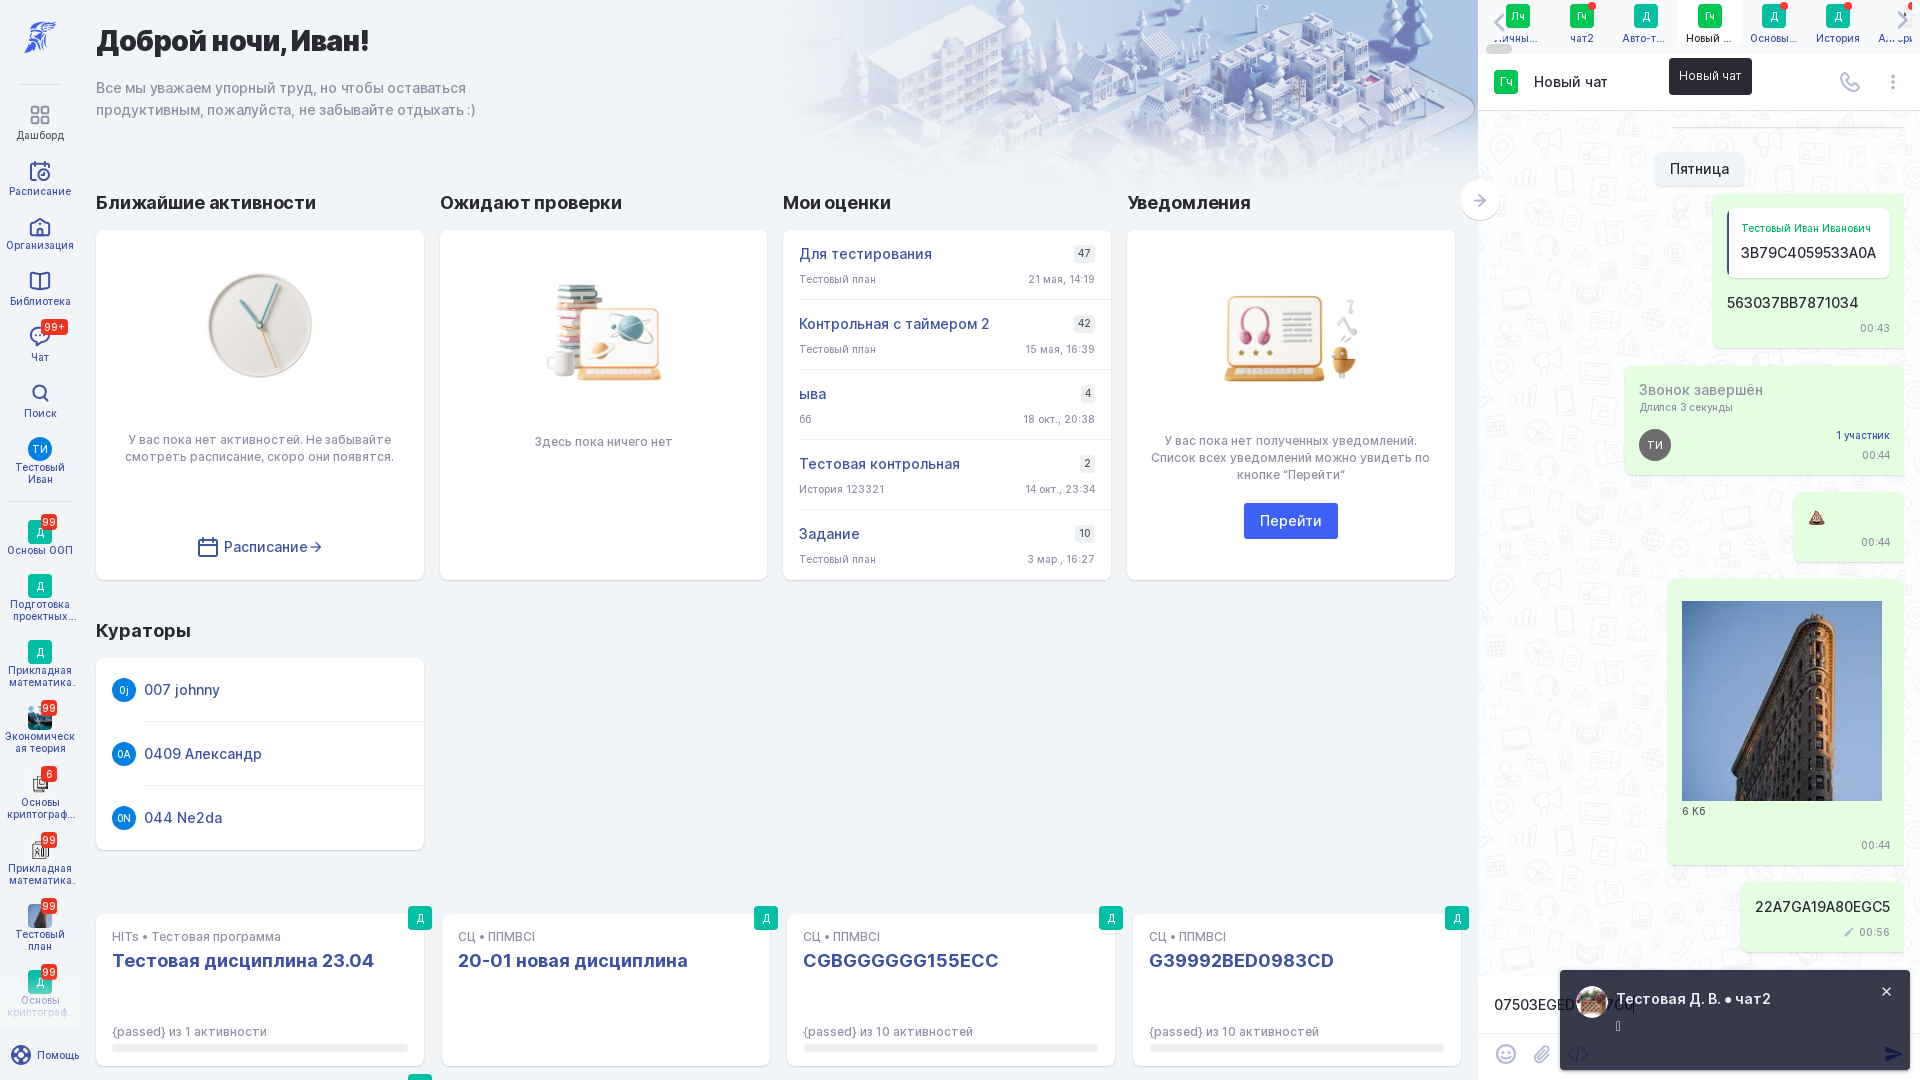 Дашборд
Расписание
Организация
Библиотека
99+
Чат
Поиск
ТИ
Тестовый
Иван
99
Д
Основы ООП
Д
Подготовка
проектных...
Д
Прикладная
математика.
99
Экономическ
ая теория
6
Основы
криптограф...
99
Прикладная
математика.
99
Тестовый
план
99
Д
Основы
криптограф...
Помощь
Доброй ночи, Иван!
Все мы уважаем упорный труд, но чтобы оставаться
продуктивным, пожалуйста, не забывайте отдыхать :)
Ближайшие активности
У вас пока нет активностей. Не забывайте
смотреть расписание, скоро они появятся.
Расписание
Ожидают проверки
Здесь пока ничего нет
Мои оценки
Для тестирования
47
Тестовый план
21 мая, 14:19
Контрольная с таймером 2
42
Тестовый план
15 мая, 16:39
ыва
4
бб
18 окт., 20:38
Тестовая контрольная
2
История 123321
14 окт., 23:34
Задание
10
Тестовый план
3 мар., 16:27
Уведомления
У вас пока нет полученных уведомлений.
Список всех уведомлений можно увидеть по
кнопке “Перейти“
Перейти
Кураторы
0j
007 johnny
0А
0409 Александр
0N
044 Ne2da
Д
HITs • Тестовая программа
Тестовая дисциплина 23.04
{passed} из 1 активности
Д
СЦ • ППМВСІ
20-01 новая дисциплина
Д
СЦ • ППМВСІ
CGBGGGGGG155ECC
{passed} из 10 активностей
Д
СЦ • ППМВСІ
G39992BED0983CD
{passed} из 10 активностей
Лч
Личны...
Гч
чат2
Д
Авто-т...
Гч
Новый ...
Д
Основы...
Д
История
Гч
Новый чат
Новый чат
Пятница
Тестовый Иван Иванович
3B79C4059533A0A
563037BB7871034
00:43
Звонок завершён
Длился 3 секунды
ТИ
1 участник
00:44
00:44
6 Кб
00:44
22A7GA19A80EGC5
00:56
07503EGED
Тестовая Д. В. ● чат2